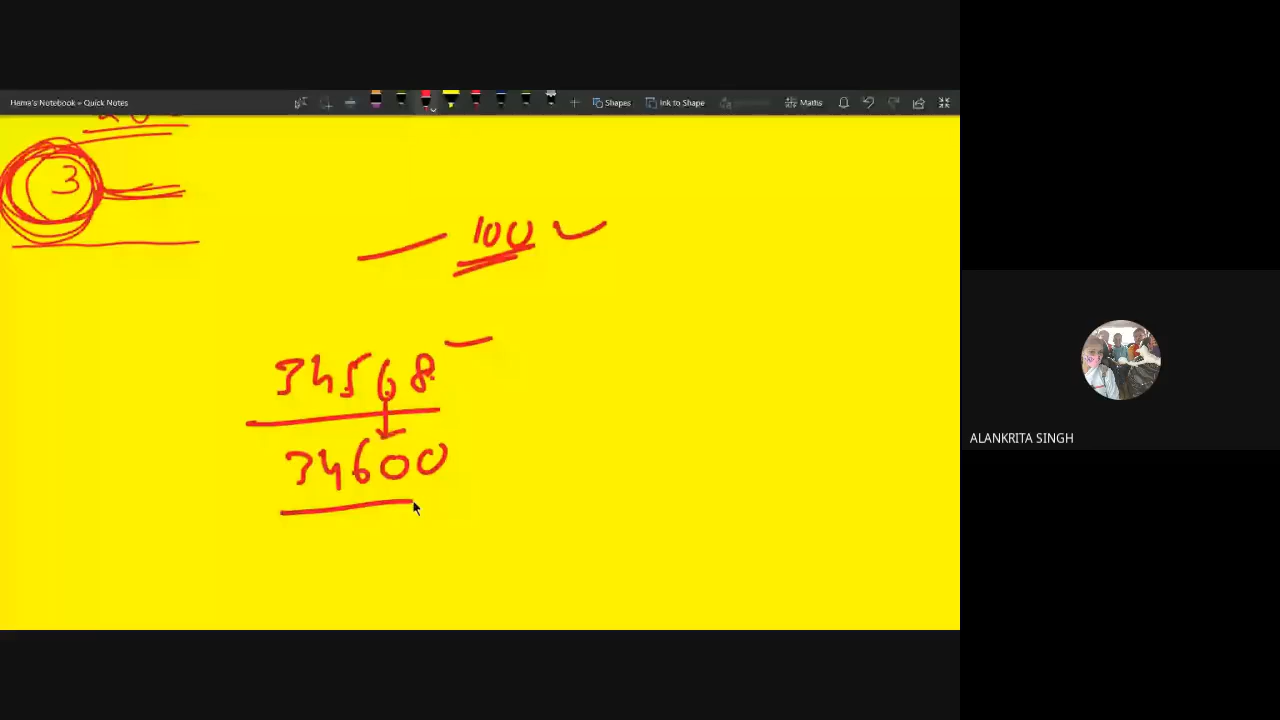 Hema's Notebook » Quick Notes
Shapes
Ink to Shape
Maths
3
100
34568
34600
ALANKRITA SINGH